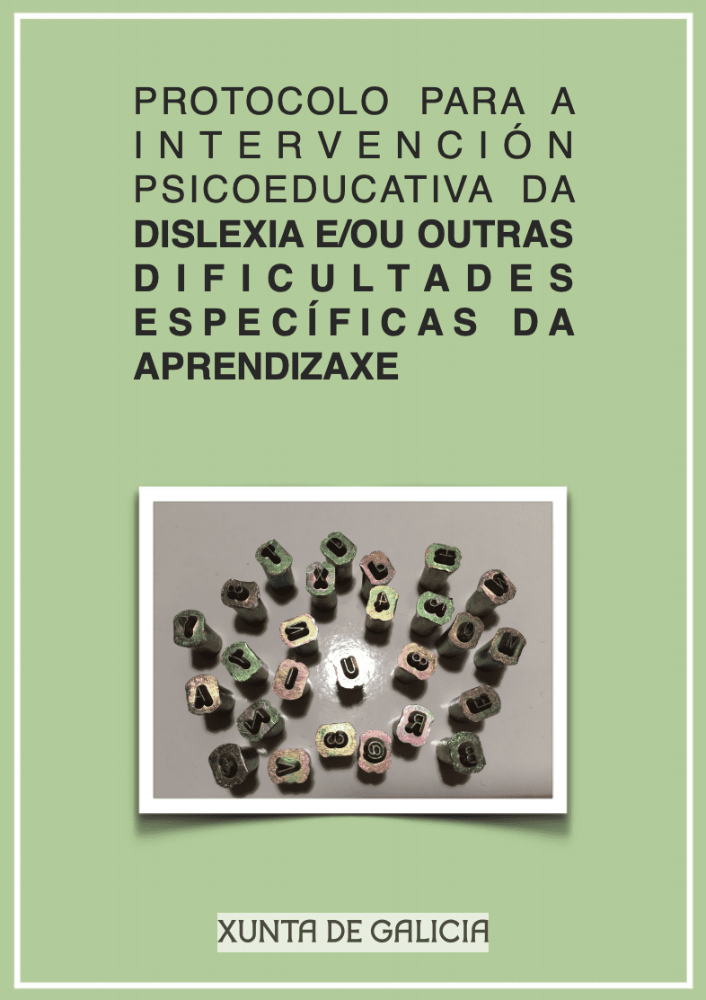 PROTOCOLO PARA A
INTERVENCIÓN
PSICOEDUCATIVA DA
DISLEXIA E/OU OUTRAS
DIFICULTADES
ESPECÍFICAS DA
APRENDIZAXE
U
XUNTA DE GALICIA